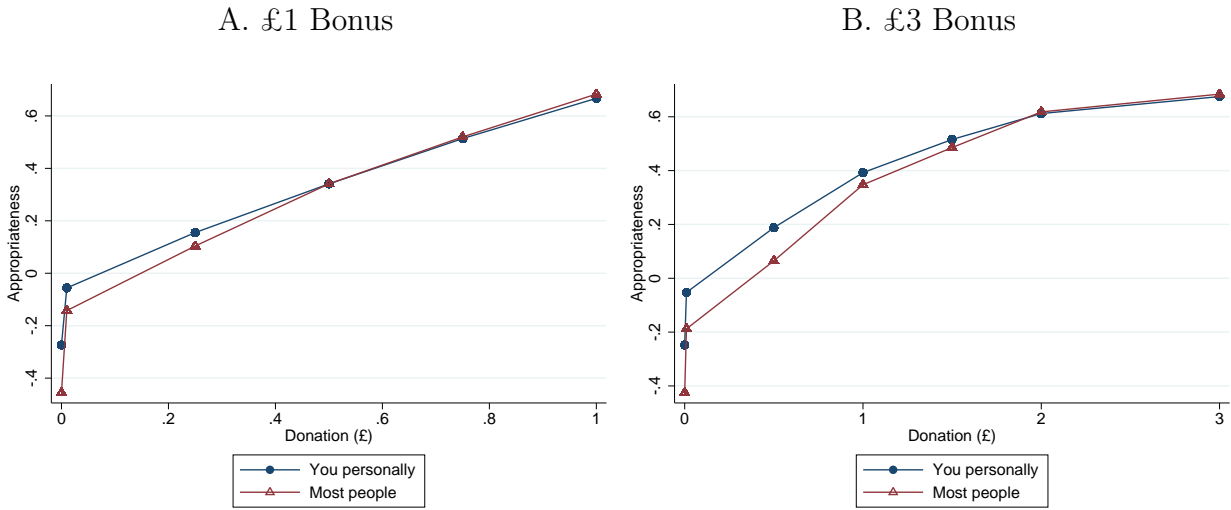 A. £1 Bonus
Appropriateness
.6
.4
.2
0
-.2
-.4
0 .2 .4 .6 .8 1
Donation (£)
You personally
Most people
B. £3 Bonus
Appropriateness
.6
.4
.2
0
-.2
-.4
0 1 2 3
Donation (£)
You personally
Most people